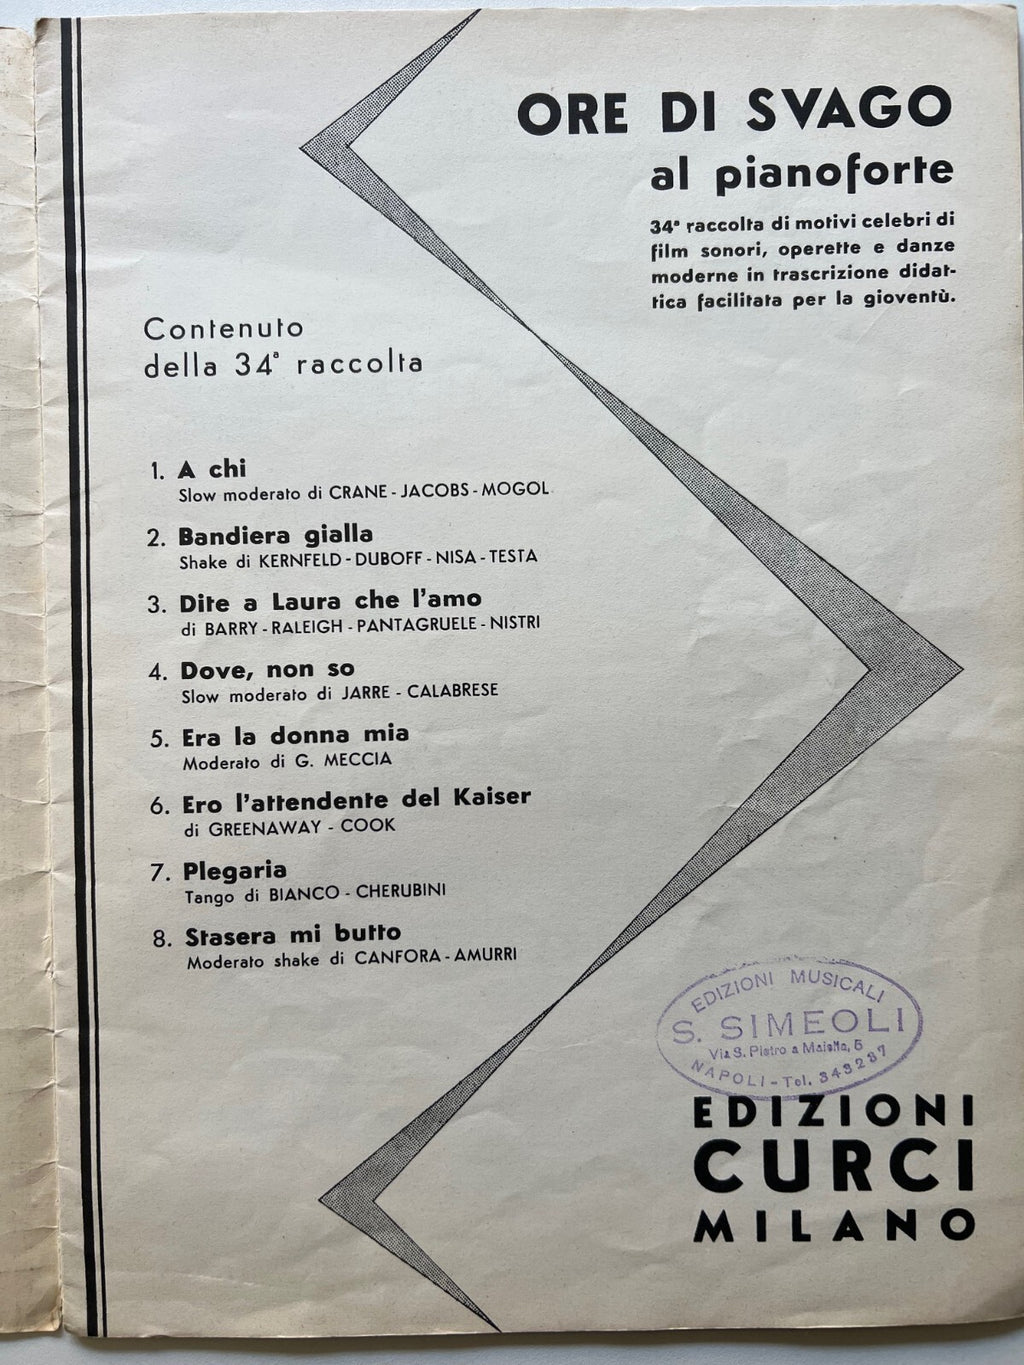 ORE DI SVAGO
al pianoforte
34ª raccolta di motivi celebri di
film sonori, operette e danze
moderne in trascrizione didat-
tica facilitata per la gioventù.
Contenuto
della 34ª raccolta
1. A chi
Slow moderato di CRANE - JACOBS - MOGOL
2. Bandiera gialla
Shake di KERNFELD - DUBOFF - NISA - TESTA
3. Dite a Laura che l'amo
di BARRY - RALEIGH - PANTAGRUELE - NISTRI
4. Dove, non so
Slow moderato di JARRE - CALABRESE
5. Era la donna mia
Moderato di G. MECCIA
6. Ero l'attendente del Kaiser
di GREENAWAY - COOK
7. Plegaria
Tango di BIANCO - CHERUBINI
8. Stasera mi butto
Moderato shake di CANFORA - AMURRI
EDIZIONI MUSICALI
S. SIMEOLI
Via S. Pietro a Maiella, 5
NAPOLI - Tel. 343237
EDIZIONI
CURCI
MILANO